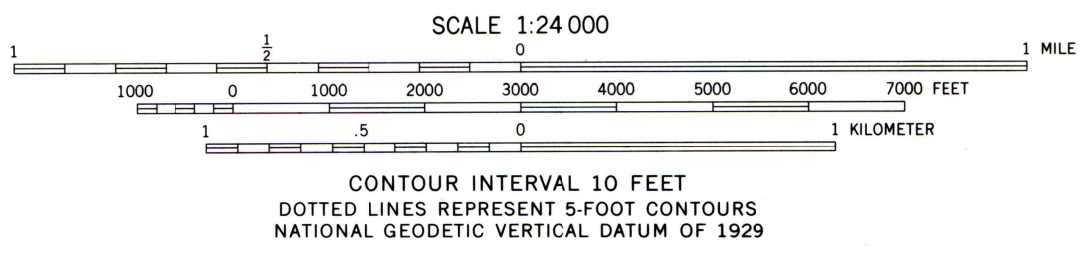 SCALE 1:24 000
1 1/2 0 1 MILE
1000 0 1000 2000 3000 4000 5000 6000 7000 FEET
1 .5 0 1 KILOMETER
CONTOUR INTERVAL 10 FEET
DOTTED LINES REPRESENT 5-FOOT CONTOURS
NATIONAL GEODETIC VERTICAL DATUM OF 1929